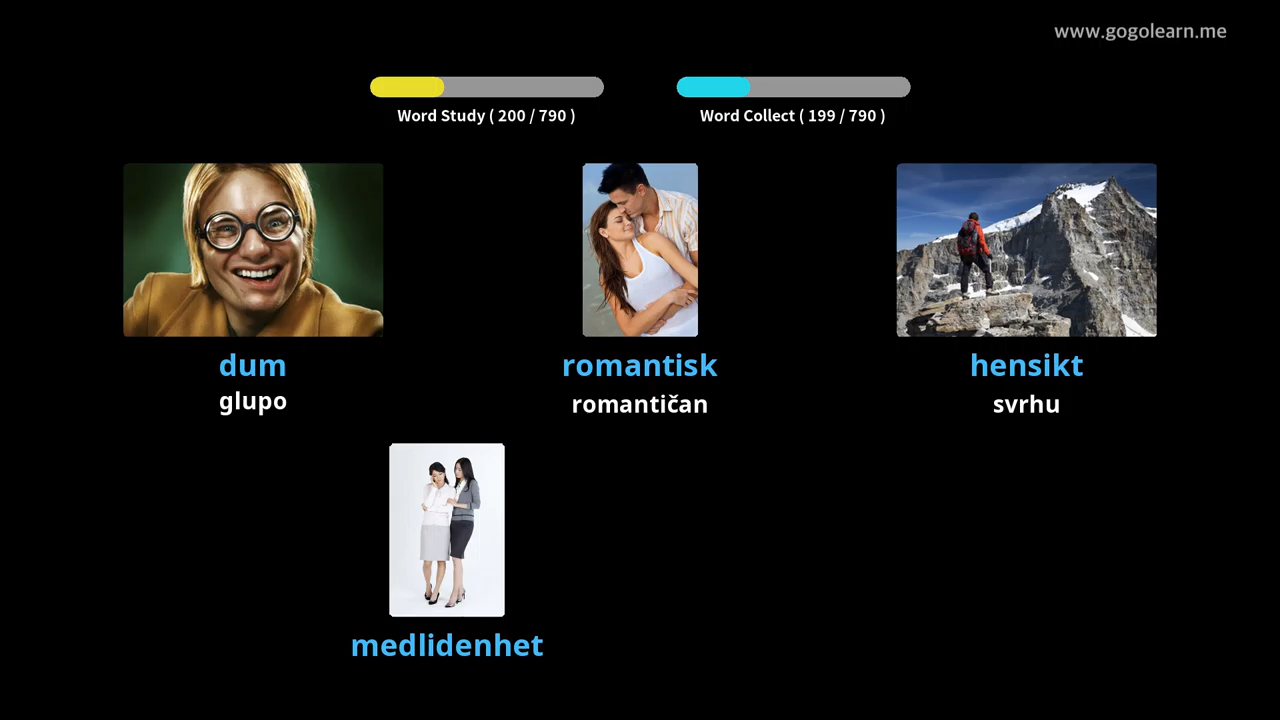 www.gogolearn.me
Word Study ( 200 / 790 )
Word Collect ( 199 / 790 )
dum
glupo
romantisk
romantičan
hensikt
svrhu
medlidenhet